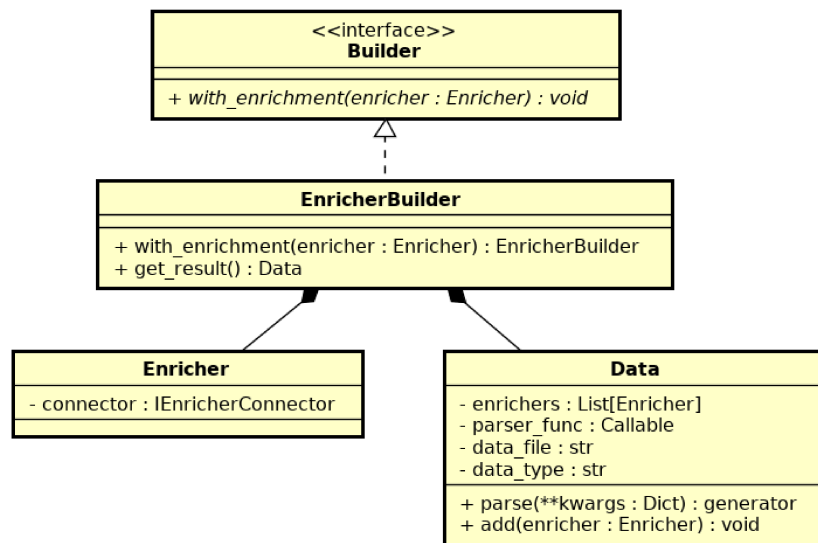 <<interface>>
Builder
+ with_enrichment(enricher : Enricher) : void
EnricherBuilder
+ with_enrichment(enricher : Enricher) : EnricherBuilder
+ get_result() : Data
Enricher
- connector : IEnricherConnector
Data
- enrichers : List[Enricher]
- parser_func : Callable
- data_file : str
- data_type : str
+ parse(**kwargs : Dict) : generator
+ add(enricher : Enricher) : void